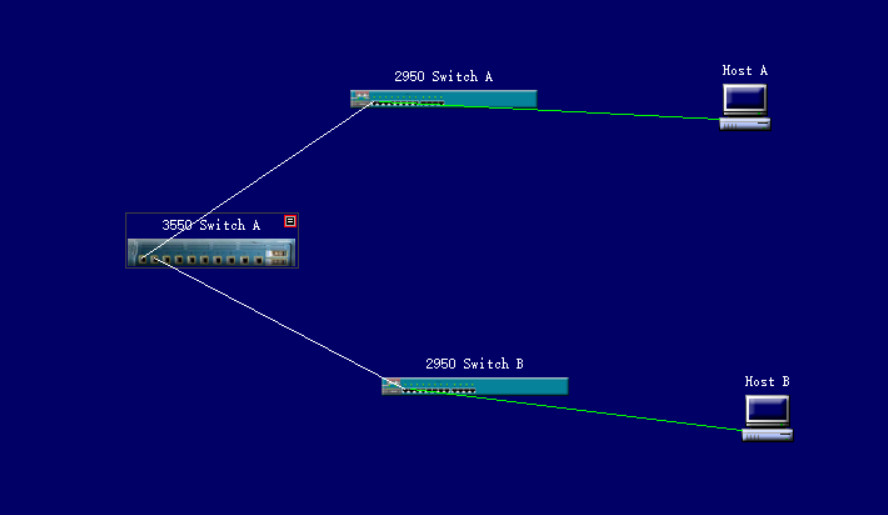 2950 Switch A
Host A
3550 Switch A
2950 Switch B
Host B